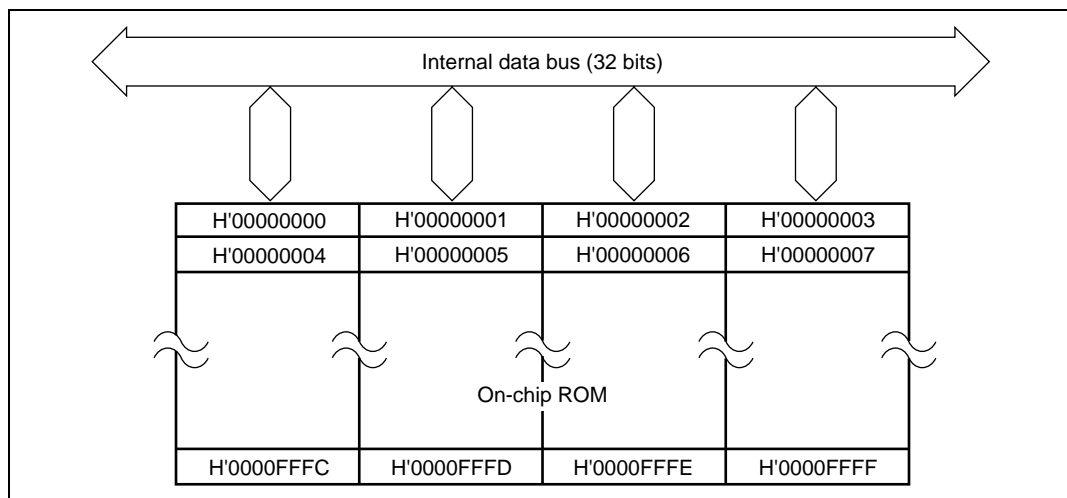 Internal data bus (32 bits)
H'00000000 H'00000001 H'00000002 H'00000003
H'00000004 H'00000005 H'00000006 H'00000007
On-chip ROM
H'0000FFFC H'0000FFFD H'0000FFFE H'0000FFFF